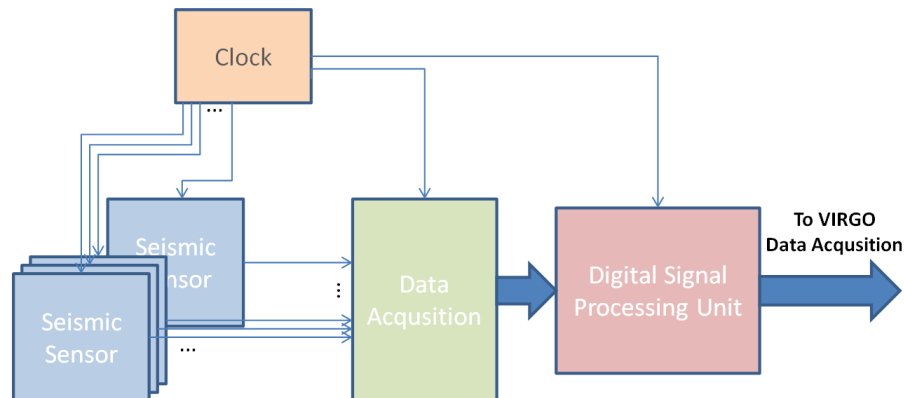 Clock
...
To VIRGO
Data Acqusition
Seismic
nsor
...
Data
Acqusition
Digital Signal
Processing Unit
Seismic
Sensor
...